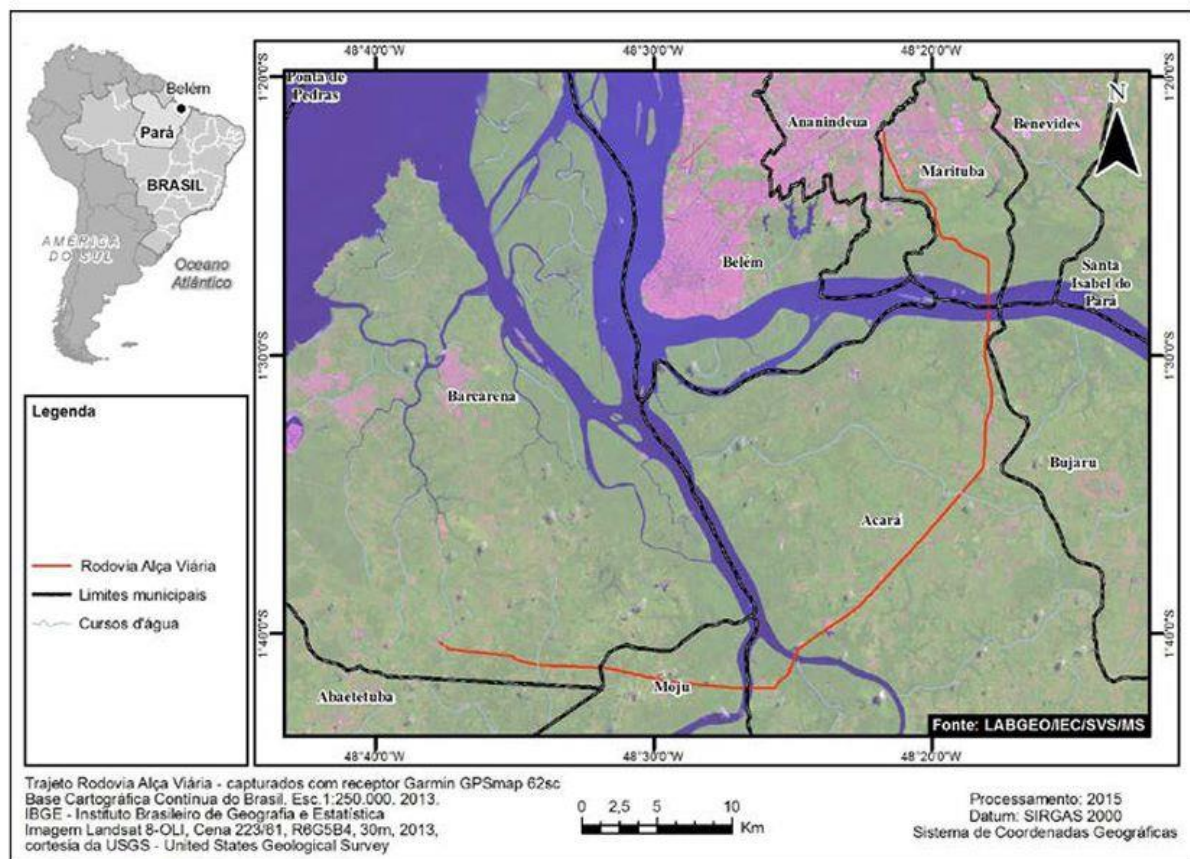 Belém
Pará
BRASIL
AMÉRICA
DO SUL
Oceano
Atlântico
Legenda
Rodovia Alça Viária
Limites municipais
Cursos d'água
48°40'0"W
48°30'0"W
48°20'0"W
1°20'0"S
1°30'0"S
1°40'0"S
Ponta de
Pedras
Ananindeua
Benevides
N
Marituba
Belém
Santa
Isabel do
Pará
Barcarena
Bujaru
Acará
Moju
Abaetetuba
Fonte: LABGEO/IEC/SVS/MS
1°20'0"S
1°30'0"S
1°40'0"S
48°40'0"W
48°30'0"W
48°20'0"W
Trajeto Rodovia Alça Viária - capturados com receptor Garmin GPSmap 62sc
Base Cartográfica Contínua do Brasil. Esc.1:250.000. 2013.
IBGE - Instituto Brasileiro de Geografia e Estatística
Imagem Landsat 8-OLI, Cena 223/61, R6G5B4, 30m, 2013,
cortesia da USGS - United States Geological Survey
0 2,5 5 10
Km
Processamento: 2015
Datum: SIRGAS 2000
Sistema de Coordenadas Geográficas